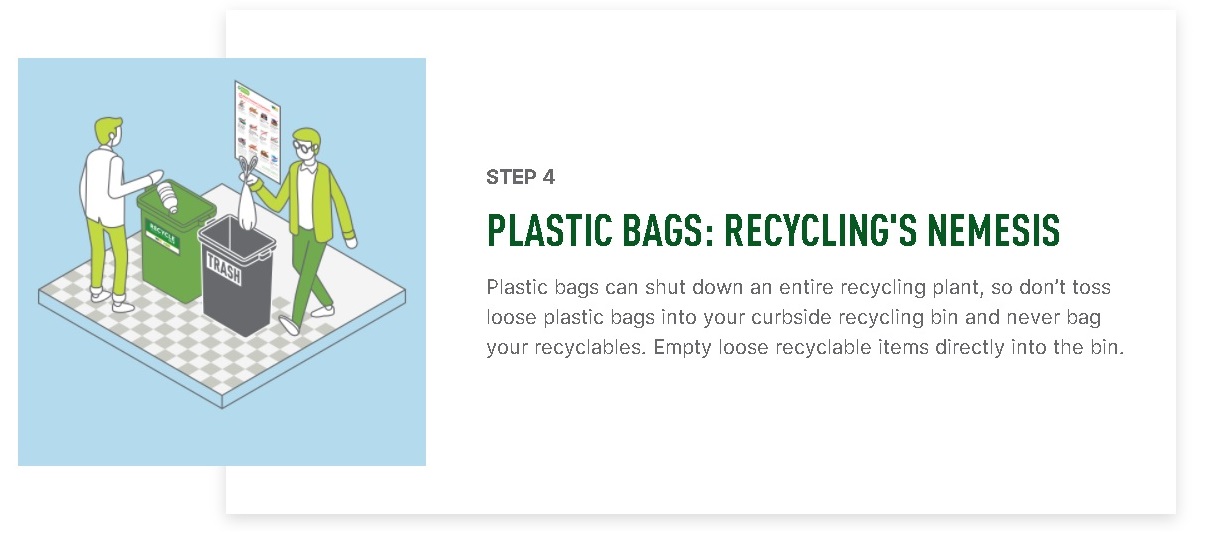 STEP 4
PLASTIC BAGS: RECYCLING'S NEMESIS
Plastic bags can shut down an entire recycling plant, so don’t toss
loose plastic bags into your curbside recycling bin and never bag
your recyclables. Empty loose recyclable items directly into the bin.
RECYCLE
TRASH